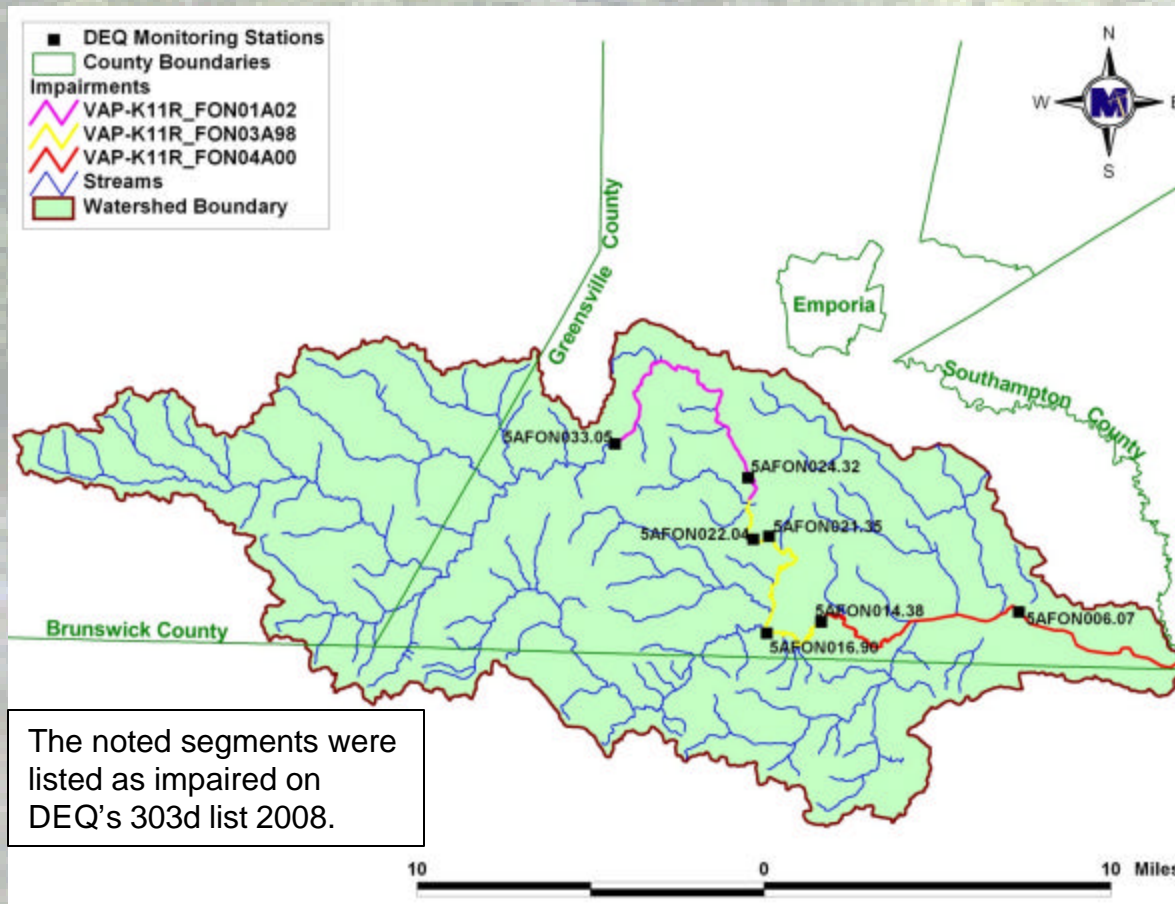 DEQ Monitoring Stations
County Boundaries
Impairments
VAP-K11R_FON01A02
VAP-K11R_FON03A98
VAP-K11R_FON04A00
Streams
Watershed Boundary
N
W
E
S
M
Greensville County
Emporia
Southampton County
5AFON033.05
5AFON024.32
5AFON022.04
5AFON021.35
5AFON014.38
5AFON006.07
5AFON016.90
Brunswick County
The noted segments were
listed as impaired on
DEQ's 303d list 2008.
10 0 10 Miles